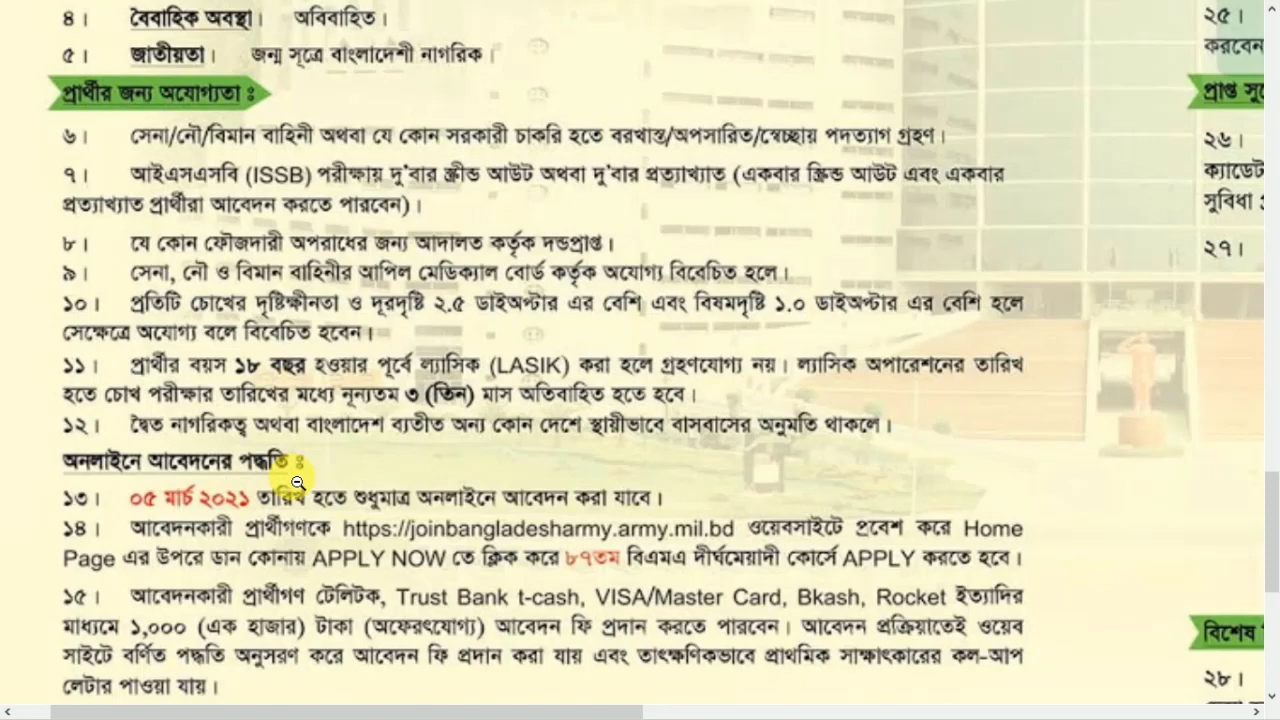 ৪। বৈবাহিক অবস্থা। অবিবাহিত।
৫। জাতীয়তা। জন্ম সূত্রে বাংলাদেশী নাগরিক।
প্রার্থীর জন্য অযোগ্যতা ঃ
৬। সেনা/নৌ/বিমান বাহিনী অথবা যে কোন সরকারী চাকরি হতে বরখাস্ত/অপসারিত/স্বেচ্ছায় পদত্যাগ গ্রহণ।
৭। আইএসএসবি (ISSB) পরীক্ষায় দু'বার স্ক্রীন্ড আউট অথবা দু'বার প্রত্যাখ্যাত (একবার স্ক্রিন্ড আউট এবং একবার
প্রত্যাখ্যাত প্রার্থীরা আবেদন করতে পারবেন)।
৮। যে কোন ফৌজদারী অপরাধের জন্য আদালত কর্তৃক দন্ডপ্রাপ্ত।
৯। সেনা, নৌ ও বিমান বাহিনীর আপিল মেডিক্যাল বোর্ড কর্তৃক অযোগ্য বিবেচিত হলে।
১০। প্রতিটি চোখের দৃষ্টিক্ষীনতা ও দূরদৃষ্টি ২.৫ ডাইঅপ্টার এর বেশি এবং বিষমদৃষ্টি ১.০ ডাইঅপ্টার এর বেশি হলে
সেক্ষেত্রে অযোগ্য বলে বিবেচিত হবেন।
১১। প্রার্থীর বয়স ১৮ বছর হওয়ার পূর্বে ল্যাসিক (LASIK) করা হলে গ্রহণযোগ্য নয়। ল্যাসিক অপারেশনের তারিখ
হতে চোখ পরীক্ষার তারিখের মধ্যে নূন্যতম ৩ (তিন) মাস অতিবাহিত হতে হবে।
১২। দ্বৈত নাগরিকত্ব অথবা বাংলাদেশ ব্যতীত অন্য কোন দেশে স্থায়ীভাবে বাসবাসের অনুমতি থাকলে।
অনলাইনে আবেদনের পদ্ধতি ঃ
১৩। ০৫ মার্চ ২০২১ তারিখ হতে শুধুমাত্র অনলাইনে আবেদন করা যাবে।
১৪। আবেদনকারী প্রার্থীগণকে https://joinbangladesharmy.army.mil.bd ওয়েবসাইটে প্রবেশ করে Home
Page এর উপরে ডান কোনায় APPLY NOW তে ক্লিক করে ৮৭তম বিএমএ দীর্ঘমেয়াদী কোর্সে APPLY করতে হবে।
১৫। আবেদনকারী প্রার্থীগণ টেলিটক, Trust Bank t-cash, VISA/Master Card, Bkash, Rocket ইত্যাদির
মাধ্যমে ১,০০০ (এক হাজার) টাকা (অফেরৎযোগ্য) আবেদন ফি প্রদান করতে পারবেন। আবেদন প্রক্রিয়াতেই ওয়েব
সাইটে বর্ণিত পদ্ধতি অনুসরণ করে আবেদন ফি প্রদান করা যায় এবং তাৎক্ষণিকভাবে প্রাথমিক সাক্ষাৎকারের কল-আপ
লেটার পাওয়া যায়।
২৫।
করবেন
প্রাপ্ত
২৬।
ক্যাডেট
সুবিধা
২৭।
বিশেষ
২৮।